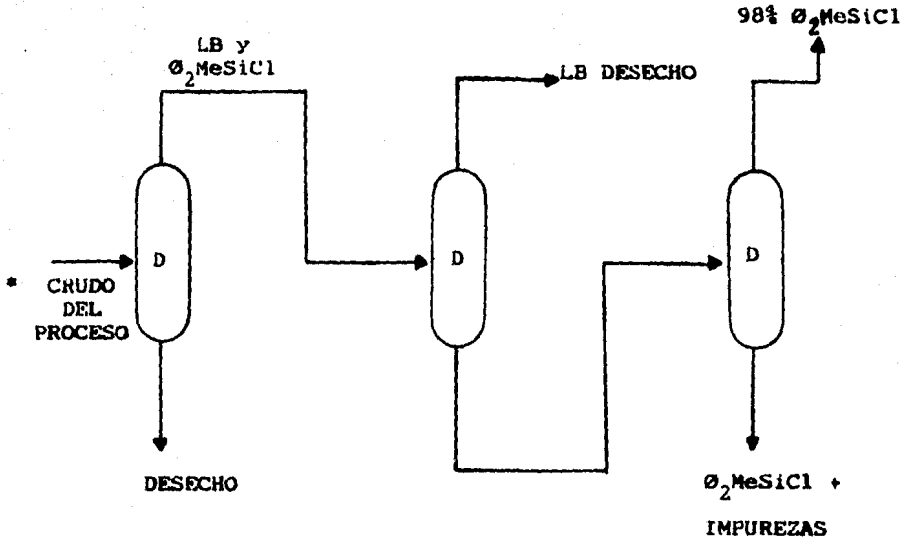 98% Ø₂MeSiCl
LB y
Ø₂MeSiCl
LB DESECHO
D
D
D
* CRUDO
DEL
PROCESO
DESECHO
Ø₂MeSiCl +
IMPUREZAS